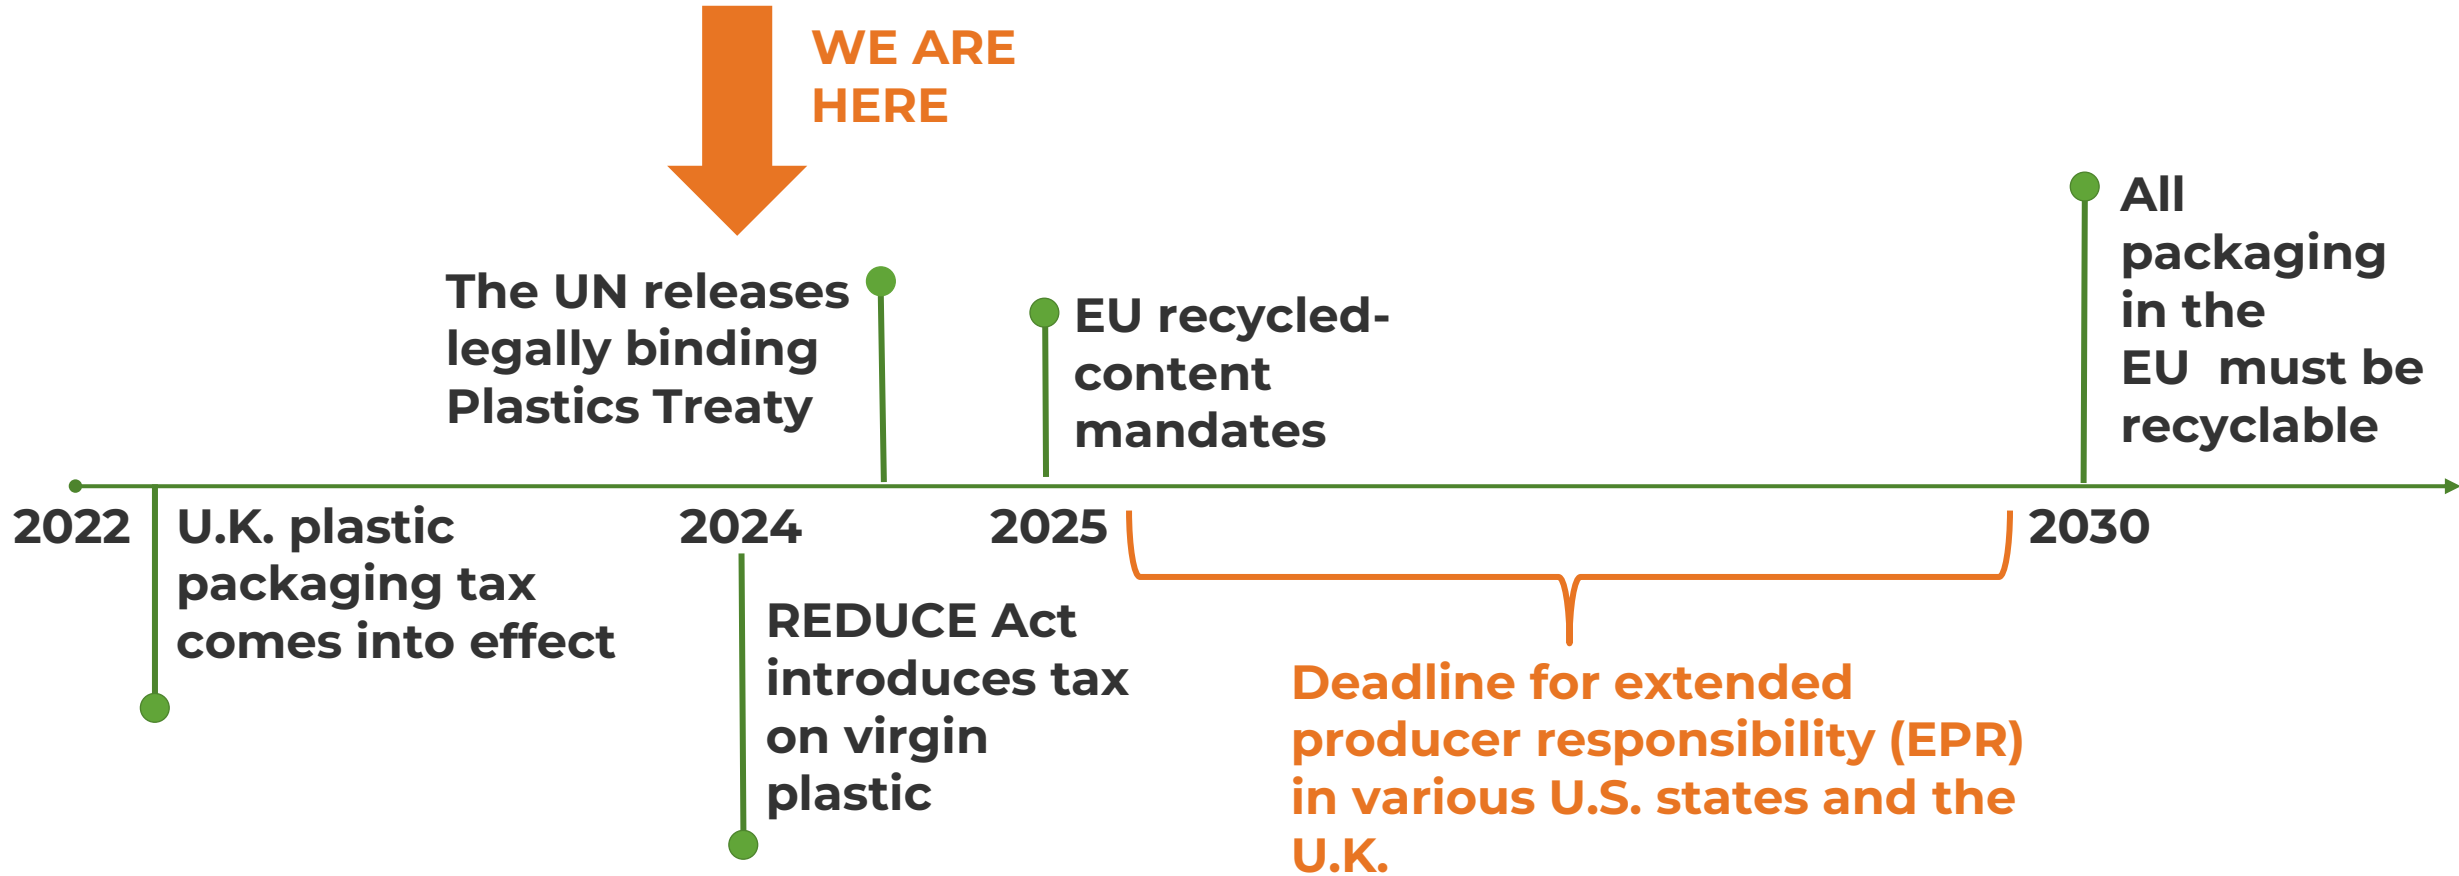 WE ARE
HERE
The UN releases
legally binding
Plastics Treaty
EU recycled-
content
mandates
All
packaging
in the
EU  must be
recyclable
2022
U.K. plastic
packaging tax
comes into effect
2024
REDUCE Act
introduces tax
on virgin
plastic
2025
Deadline for extended
producer responsibility (EPR)
in various U.S. states and the
U.K.
2030